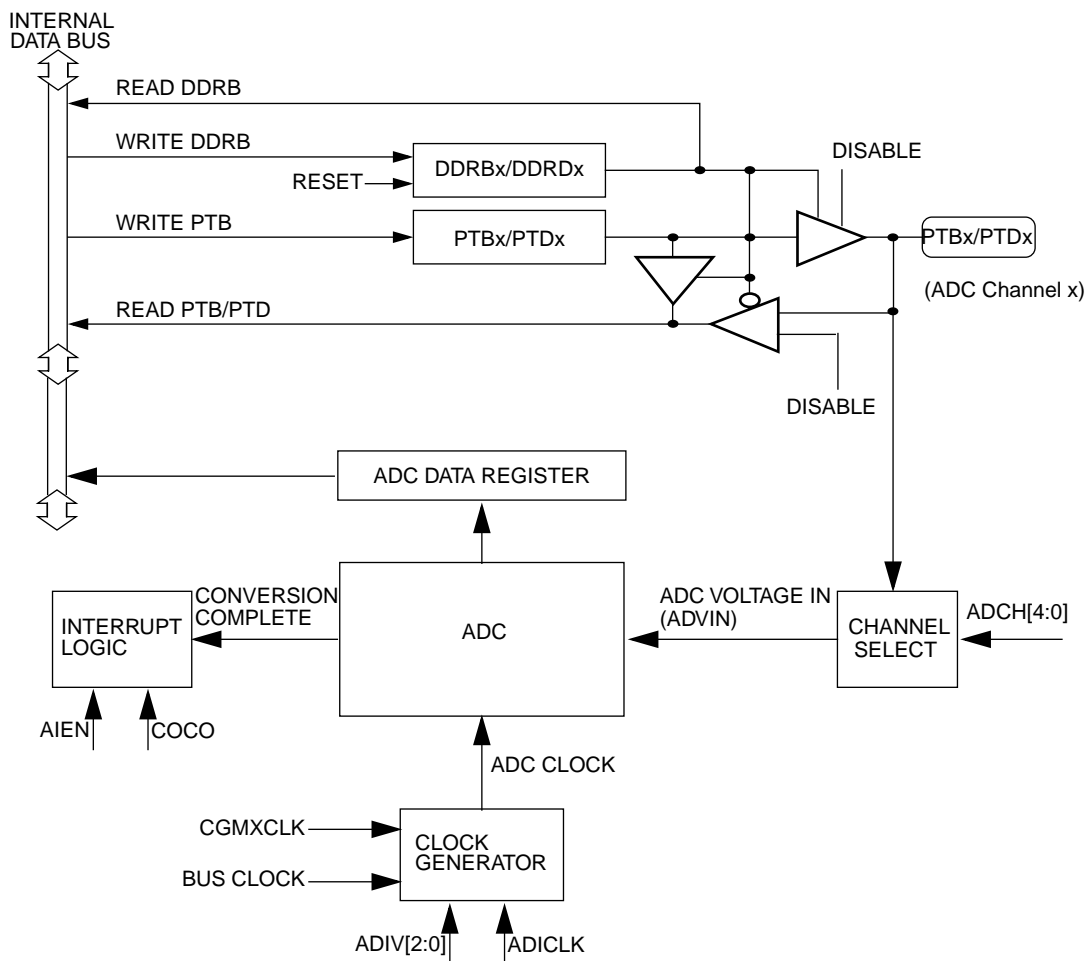 INTERNAL
DATA BUS
READ DDRB
WRITE DDRB
DISABLE
DDRBx/DDRDx
RESET
WRITE PTB
PTBx/PTDx
PTBx/PTDx
(ADC Channel x)
READ PTB/PTD
DISABLE
ADC DATA REGISTER
CONVERSION
COMPLETE
ADC VOLTAGE IN
(ADVIN)
INTERRUPT
LOGIC
ADC
CHANNEL
SELECT
ADCH[4:0]
AIEN
COCO
ADC CLOCK
CGMXCLK
CLOCK
GENERATOR
BUS CLOCK
ADIV[2:0]
ADICLK